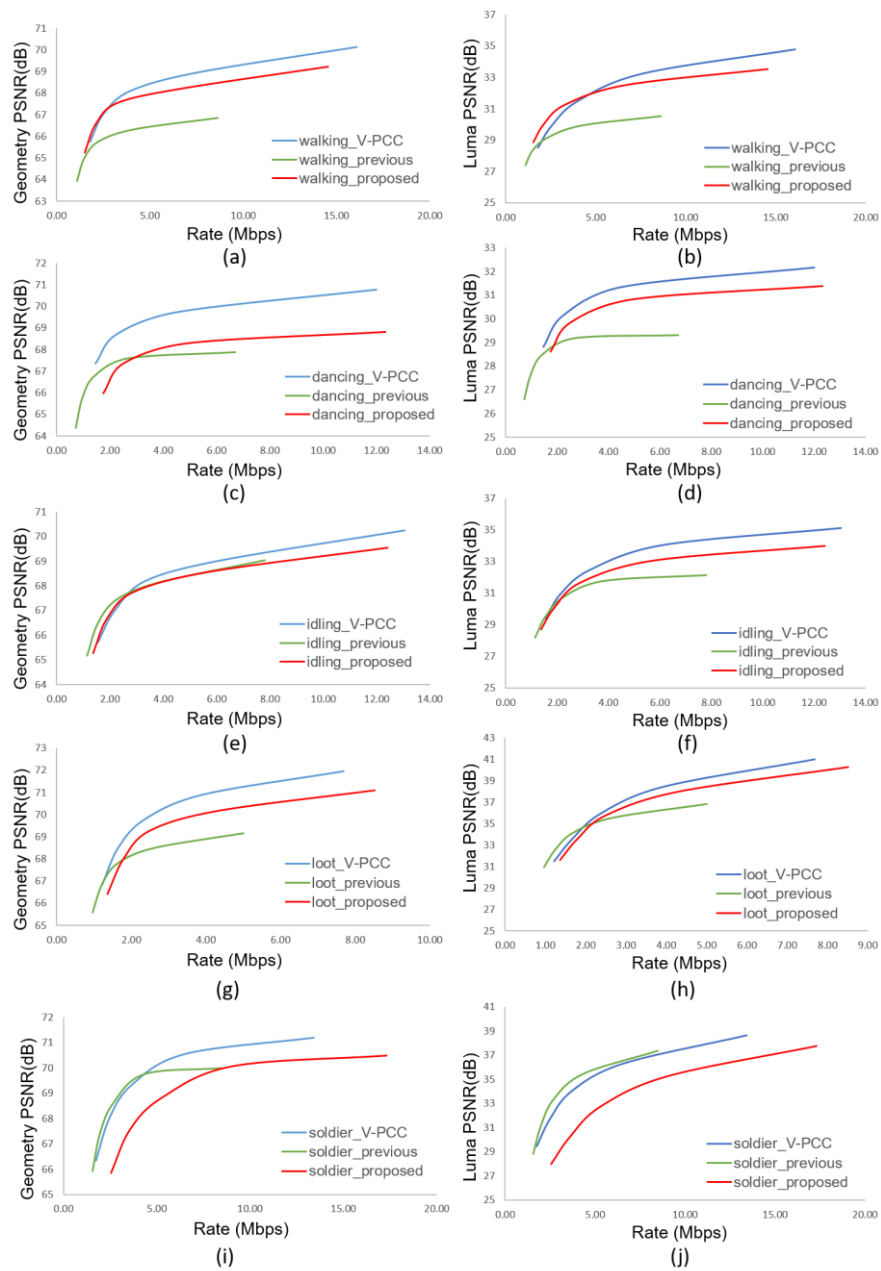 Geometry PSNR(dB)
71
70
69
68
67
66
65
64
63
0.00 5.00 10.00 15.00 20.00
walking_V-PCC
walking_previous
walking_proposed
Rate (Mbps)
(a)
Luma PSNR(dB)
37
35
33
31
29
27
25
0.00 5.00 10.00 15.00 20.00
walking_V-PCC
walking_previous
walking_proposed
Rate (Mbps)
(b)
Geometry PSNR(dB)
72
71
70
69
68
67
66
65
64
0.00 2.00 4.00 6.00 8.00 10.00 12.00 14.00
dancing_V-PCC
dancing_previous
dancing_proposed
Rate (Mbps)
(c)
Luma PSNR(dB)
33
32
31
30
29
28
27
26
25
0.00 2.00 4.00 6.00 8.00 10.00 12.00 14.00
dancing_V-PCC
dancing_previous
dancing_proposed
Rate (Mbps)
(d)
Geometry PSNR(dB)
71
70
69
68
67
66
65
64
0.00 2.00 4.00 6.00 8.00 10.00 12.00 14.00
idling_V-PCC
idling_previous
idling_proposed
Rate (Mbps)
(e)
Luma PSNR(dB)
37
35
33
31
29
27
25
0.00 2.00 4.00 6.00 8.00 10.00 12.00 14.00
idling_V-PCC
idling_previous
idling_proposed
Rate (Mbps)
(f)
Geometry PSNR(dB)
73
72
71
70
69
68
67
66
65
0.00 2.00 4.00 6.00 8.00 10.00
loot_V-PCC
loot_previous
loot_proposed
Rate (Mbps)
(g)
Luma PSNR(dB)
43
41
39
37
35
33
31
29
27
25
0.00 1.00 2.00 3.00 4.00 5.00 6.00 7.00 8.00 9.00
loot_V-PCC
loot_previous
loot_proposed
Rate (Mbps)
(h)
Geometry PSNR(dB)
72
71
70
69
68
67
66
65
0.00 5.00 10.00 15.00 20.00
soldier_V-PCC
soldier_previous
soldier_proposed
Rate (Mbps)
(i)
Luma PSNR(dB)
41
39
37
35
33
31
29
27
25
0.00 5.00 10.00 15.00 20.00
soldier_V-PCC
soldier_previous
soldier_proposed
Rate (Mbps)
(j)